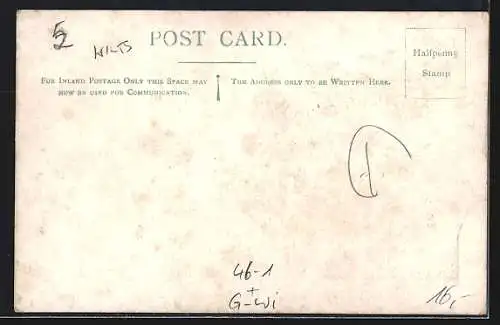 5 WILTS POST CARD.
Halfpenny
Stamp
FOR INLAND POSTAGE ONLY THIS SPACE MAY
NOW BE USED FOR COMMUNICATION.
THE ADDRESS ONLY TO BE WRITTEN HERE.
46-1
+
G-Wi
16,-